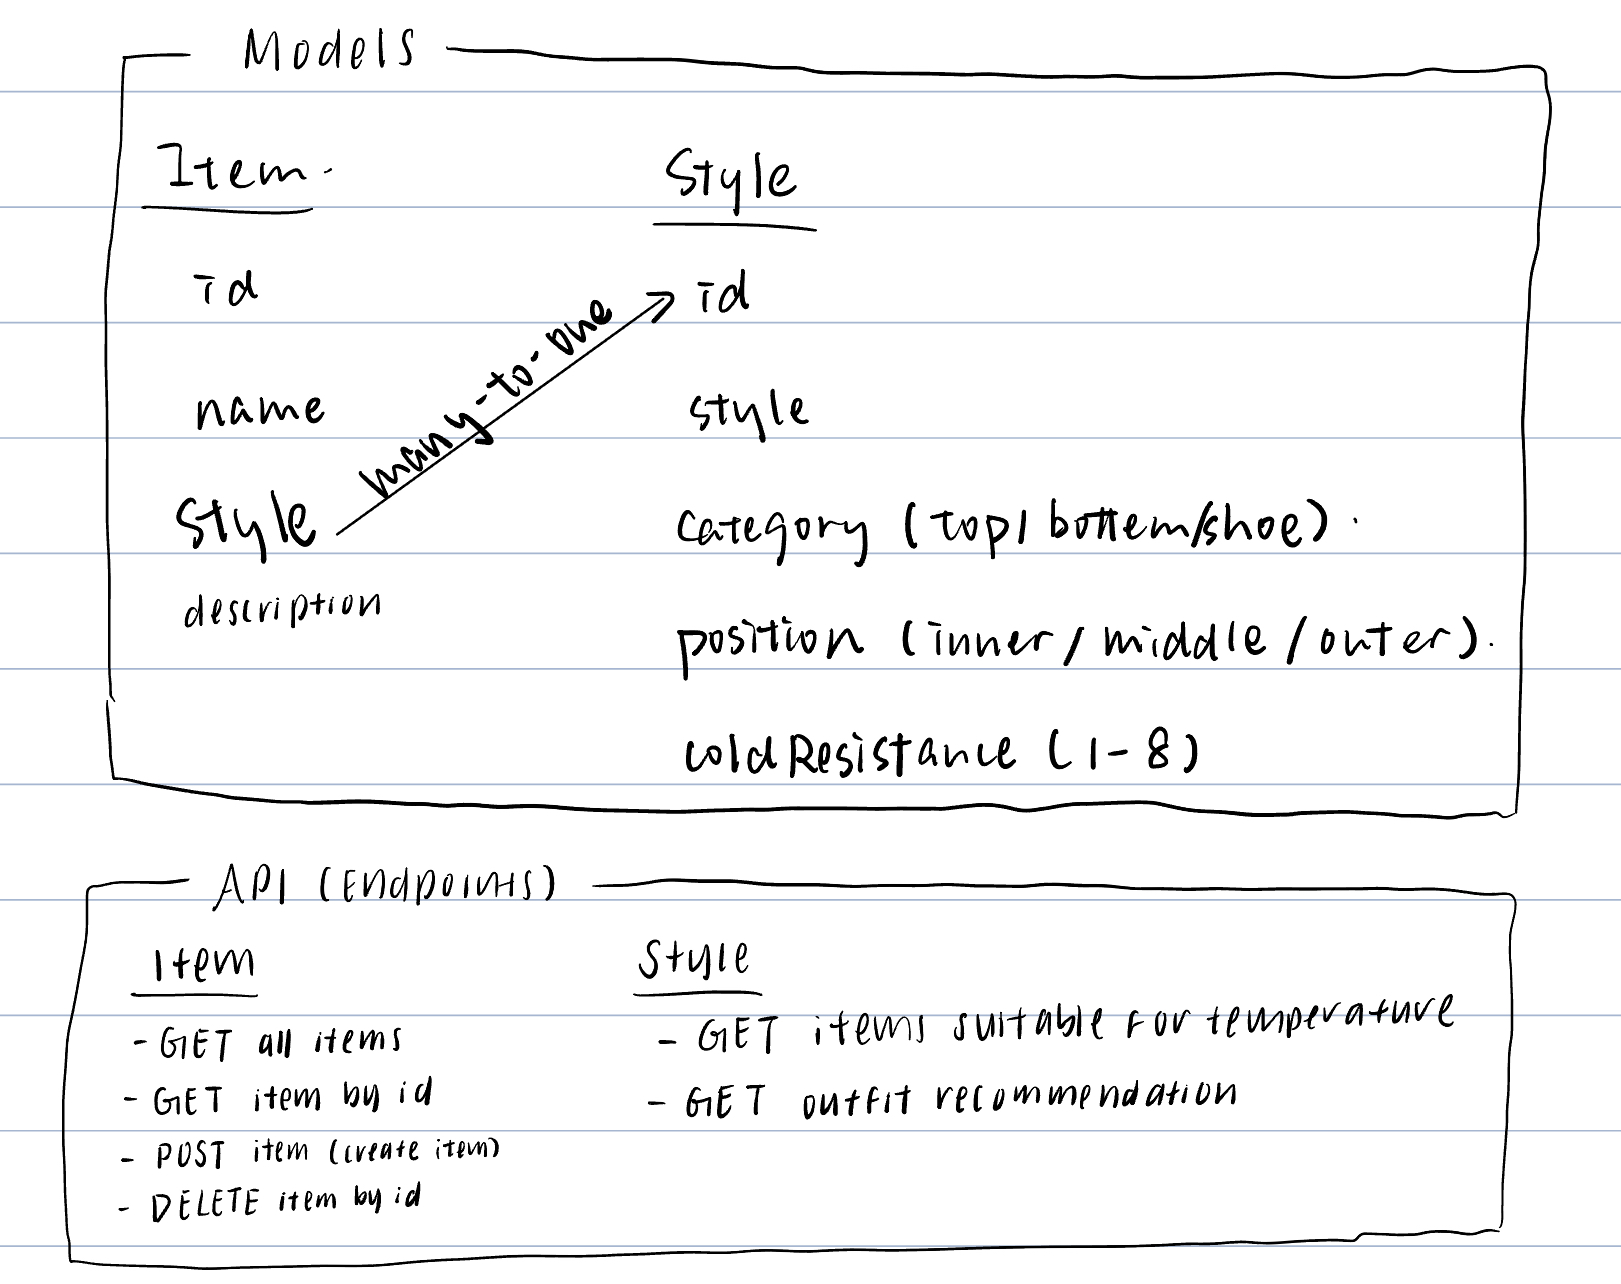 Models
Item.
Style
id
id
many-to-one
name
style
style
category (top/bottem/shoe).
description
position (inner/middle/outer).
coldResistance (1-8)
API (Endpoints)
Item
Style
- GET all items
- GET items suitable for temperature
- GET item by id
- GET outfit recommendation
- POST item (create item)
- DELETE item by id